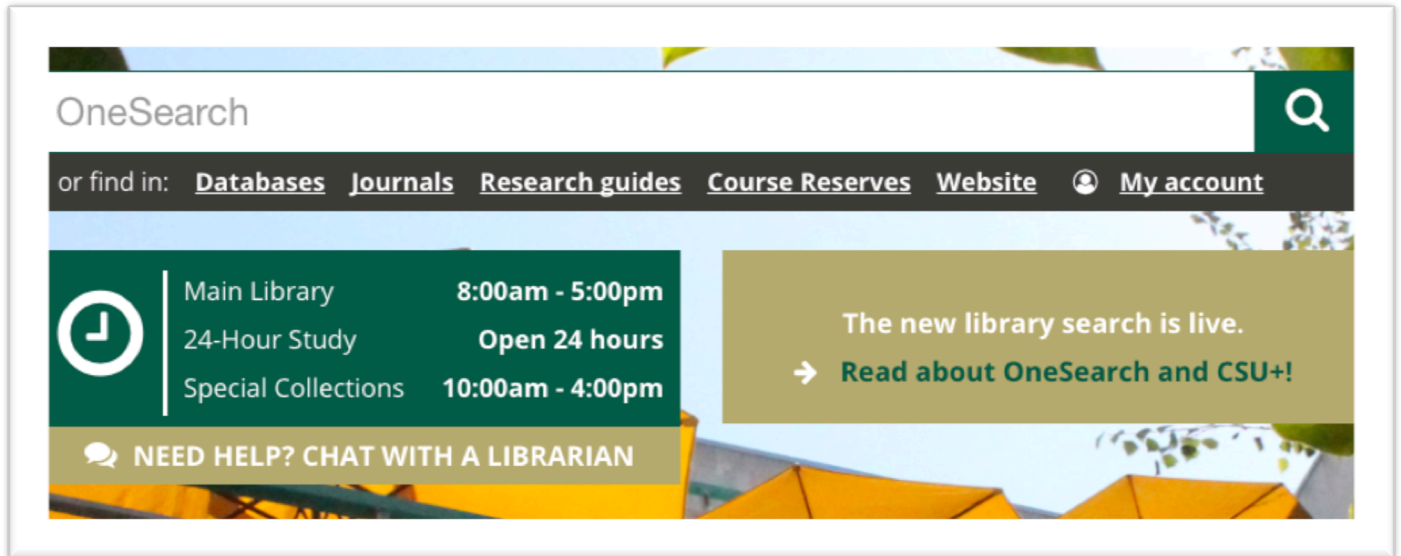 OneSearch
or find in: Databases Journals Research guides Course Reserves Website My account
Main Library 8:00am - 5:00pm
24-Hour Study Open 24 hours
Special Collections 10:00am - 4:00pm
NEED HELP? CHAT WITH A LIBRARIAN
The new library search is live.
Read about OneSearch and CSU+!